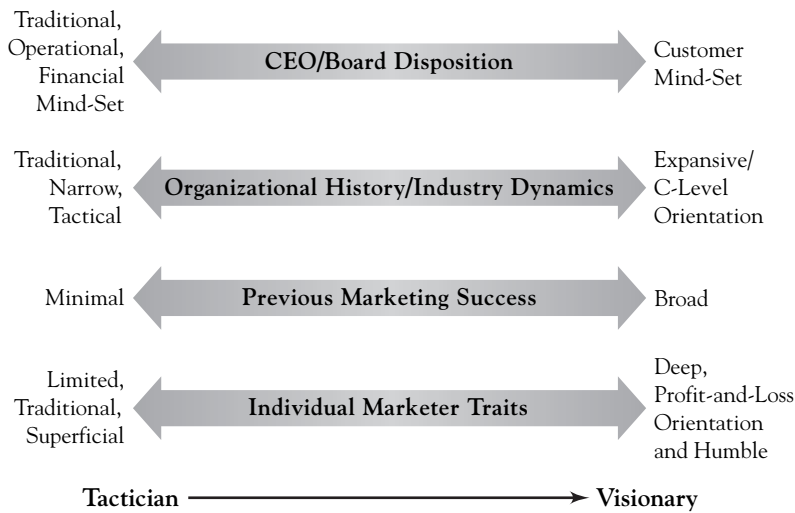 Traditional,
Operational,
Financial
Mind-Set
CEO/Board Disposition
Customer
Mind-Set
Traditional,
Narrow,
Tactical
Organizational History/Industry Dynamics
Expansive/
C-Level
Orientation
Minimal
Previous Marketing Success
Broad
Limited,
Traditional,
Superficial
Individual Marketer Traits
Deep,
Profit-and-Loss
Orientation
and Humble
Tactician
Visionary